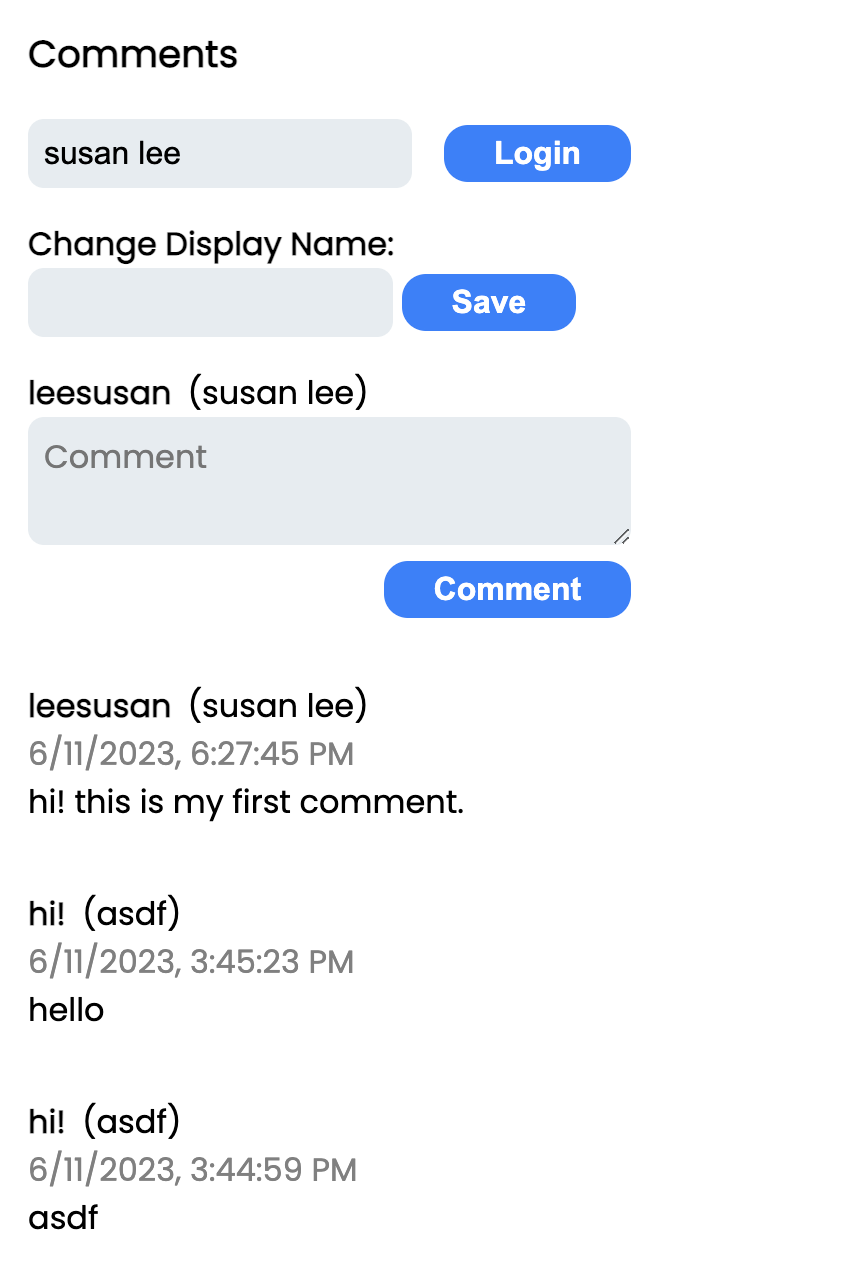 Comments
susan lee Login
Change Display Name:
Save
leesusan (susan lee)
Comment
Comment
leesusan (susan lee)
6/11/2023, 6:27:45 PM
hi! this is my first comment.
hi! (asdf)
6/11/2023, 3:45:23 PM
hello
hi! (asdf)
6/11/2023, 3:44:59 PM
asdf